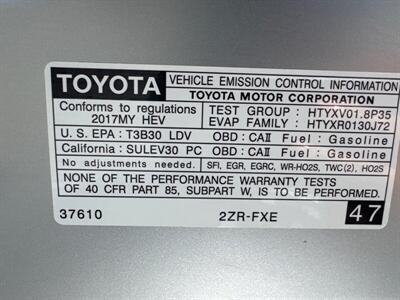 TOYOTA VEHICLE EMISSION CONTROL INFORMATION
TOYOTA MOTOR CORPORATION
Conforms to regulations
2017MY HEV
TEST GROUP : HTYXV01.8P35
EVAP FAMILY : HTYXR0130J72
U. S. EPA : T3B30 LDV OBD : CAII Fuel : Gasoline
California : SULEV30 PC OBD : CAII Fuel : Gasoline
No adjustments needed. SFI, EGR, EGRC, WR-HO2S, TWC(2), HO2S
NONE OF THE PERFORMANCE WARRANTY TESTS
OF 40 CFR PART 85, SUBPART W, IS TO BE PERFORMED.
37610 2ZR-FXE 47